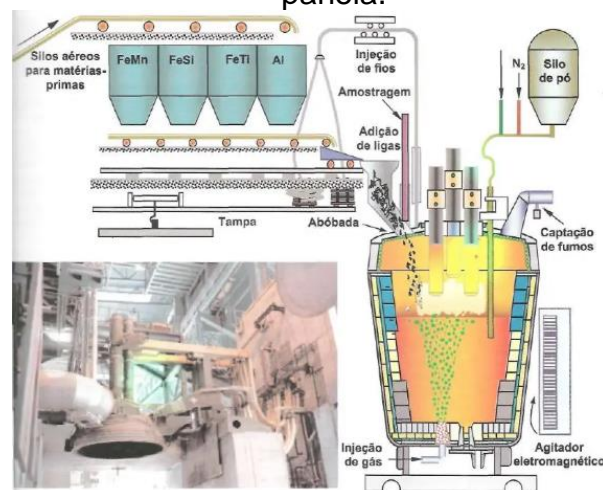 panela.
Silos aéreos
para matérias-
primas
FeMn
FeSi
FeTi
Al
Injeção
de fios
Amostragem
Adição
de ligas
N₂
Silo
de pó
Tampa
Abóbada
Captação
de fumos
Injeção
de gás
Agitador
eletromagnético